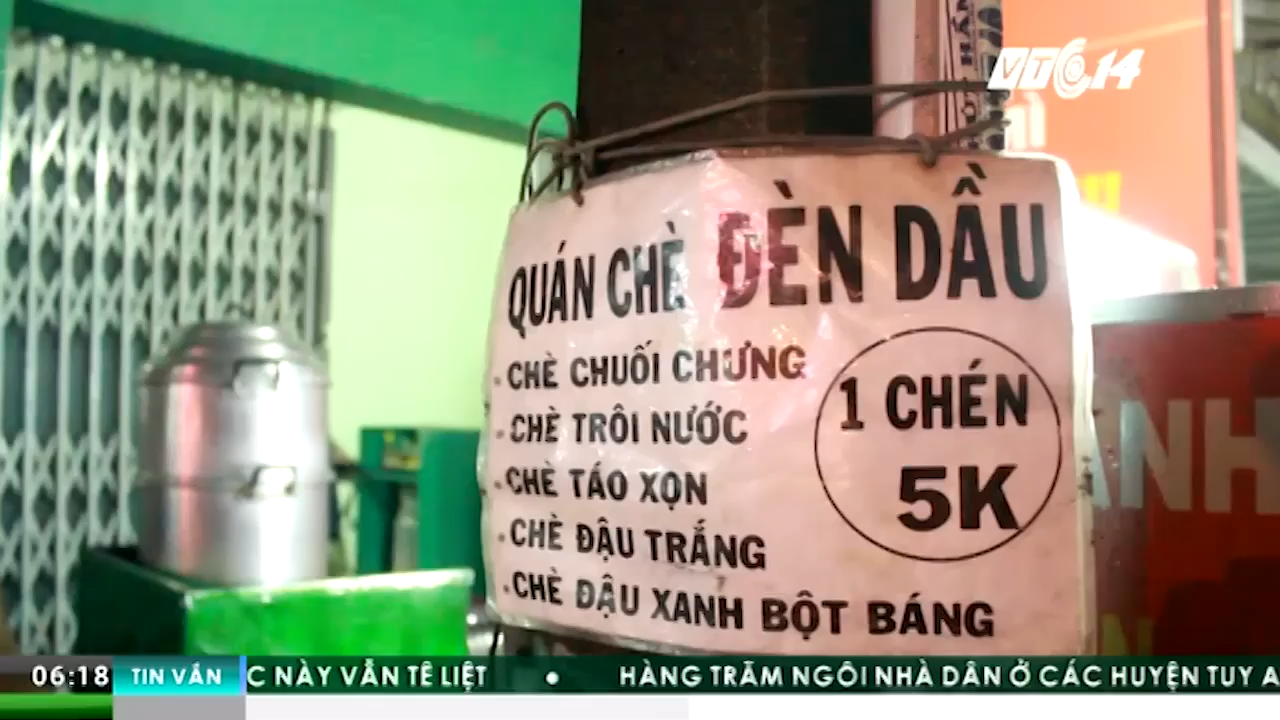 VTC14
QUÁN CHÈ ĐÈN DẦU
- CHÈ CHUỐI CHƯNG
- CHÈ TRÔI NƯỚC
- CHÈ TÁO XỌN
- CHÈ ĐẬU TRẮNG
- CHÈ ĐẬU XANH BỘT BÁNG
1 CHÉN
5K
ANH
06:18 TIN VẮN C NÀY VẪN TÊ LIỆT • HÀNG TRĂM NGÔI NHÀ DÂN Ở CÁC HUYỆN TUY A